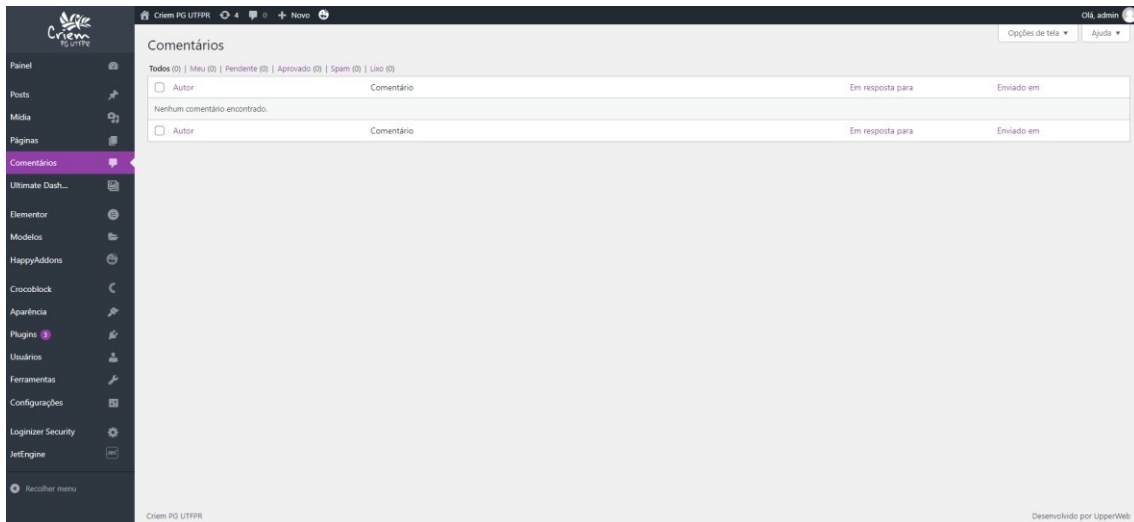 Criem
PG UTFPR
Criem PG UTFPR 4 0 + Novo
Olá, admin
Opções de tela ▼ Ajuda ▼
Comentários
Todos (0) | Meu (0) | Pendente (0) | Aprovado (0) | Spam (0) | Lixo (0)
Autor Comentário Em resposta para Enviado em
Nenhum comentário encontrado.
Autor Comentário Em resposta para Enviado em
Painel
Posts
Mídia
Páginas
Comentários
Ultimate Dash...
Elementor
Modelos
HappyAddons
Crocoblock
Aparência
Plugins 3
Usuários
Ferramentas
Configurações
Loginizer Security
JetEngine
Recolher menu
Criem PG UTFPR
Desenvolvido por UpperWeb